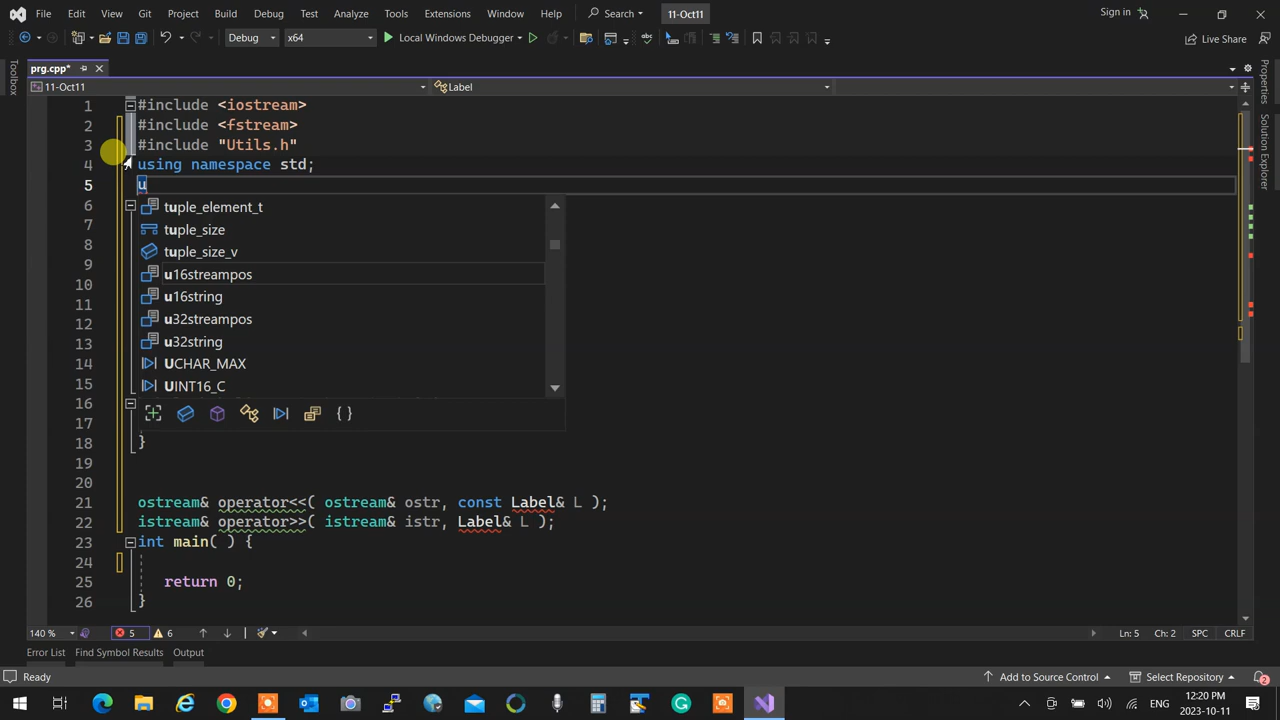 File Edit View Git Project Build Debug Test Analyze Tools Extensions Window Help Search 11-Oct11 Sign in
Debug x64 Local Windows Debugger Live Share
prg.cpp*
11-Oct11 Label
Toolbox
Properties
Solution Explorer
1 #include <iostream>
2 #include <fstream>
3 #include "Utils.h"
4 using namespace std;
5 u
6 tuple_element_t
7 tuple_size
8 tuple_size_v
9 u16streampos
10 u16string
11
12 u32streampos
13 u32string
14 UCHAR_MAX
15 UINT16_C
16
17
18 }
19
20
21 ostream& operator<<( ostream& ostr, const Label& L );
22 istream& operator>>( istream& istr, Label& L );
23 int main( ) {
24
25 return 0;
26 }
140 % 5 6 Ln: 5 Ch: 2 SPC CRLF
Error List Find Symbol Results Output
Ready Add to Source Control Select Repository 2
ENG 12:20 PM
2023-10-11